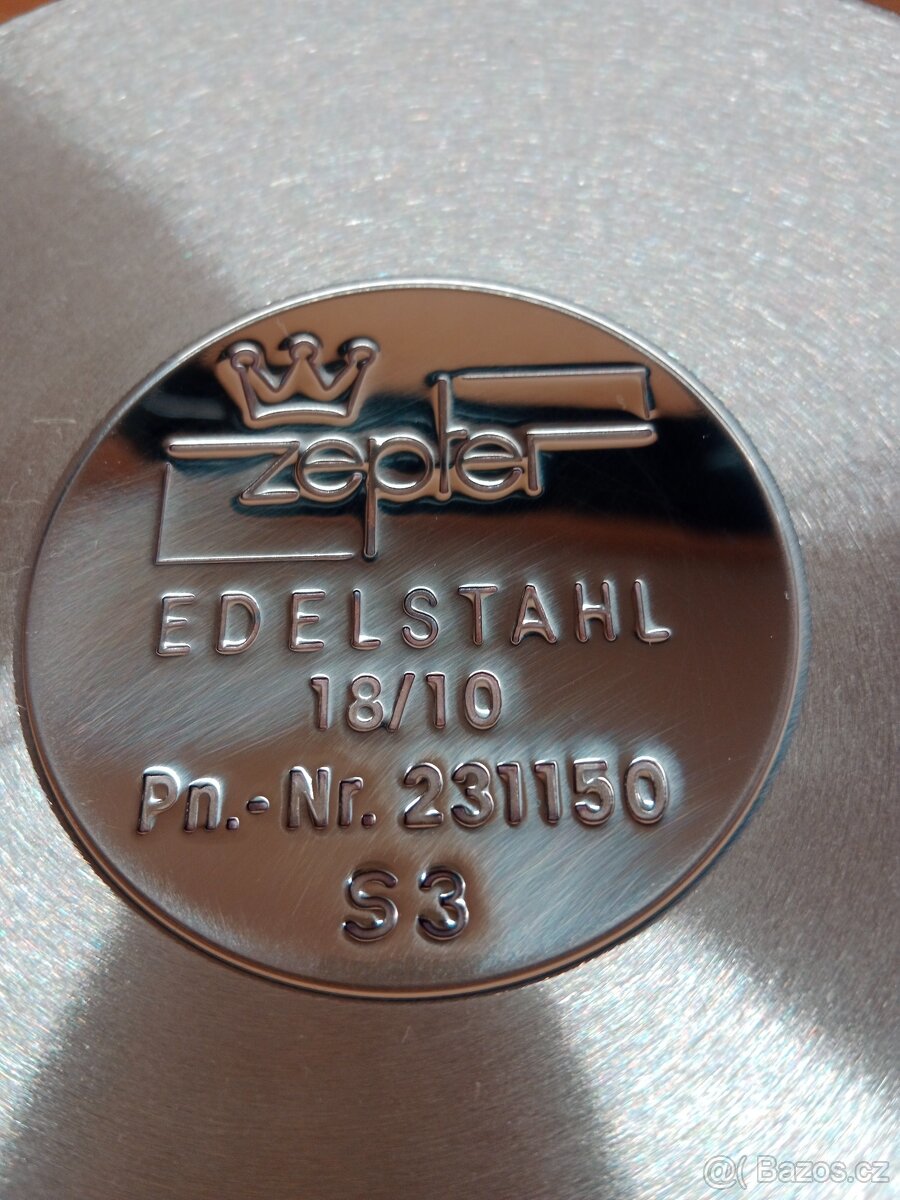 zepter
EDELSTAHL
18/10
Pn.-Nr. 231150
S3
@( Bazos.cz